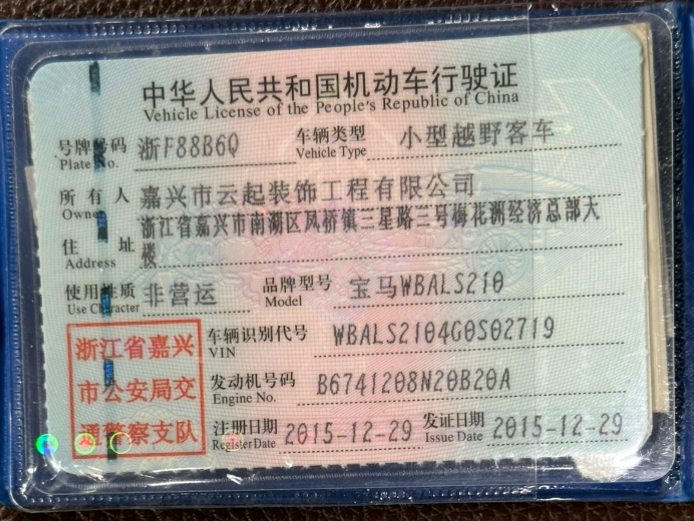 中华人民共和国机动车行驶证
Vehicle License of the People's Republic of China
号牌号码 浙F88B6Q 车辆类型 小型越野客车
Plate No. Vehicle Type
所有人 嘉兴市云起装饰工程有限公司
Owner 浙江省嘉兴市南湖区凤桥镇三星路三号梅花洲经济总部大
住址 楼
Address
使用性质 非营运 品牌型号 宝马WBALS210
Use Character Model
浙江省嘉兴 车辆识别代号 WBALS2104G0S02719
VIN
市公安局交 发动机号码 B6741208N20B20A
Engine No.
通警察支队 注册日期 2015-12-29 发证日期 2015-12-29
Register Date Issue Date